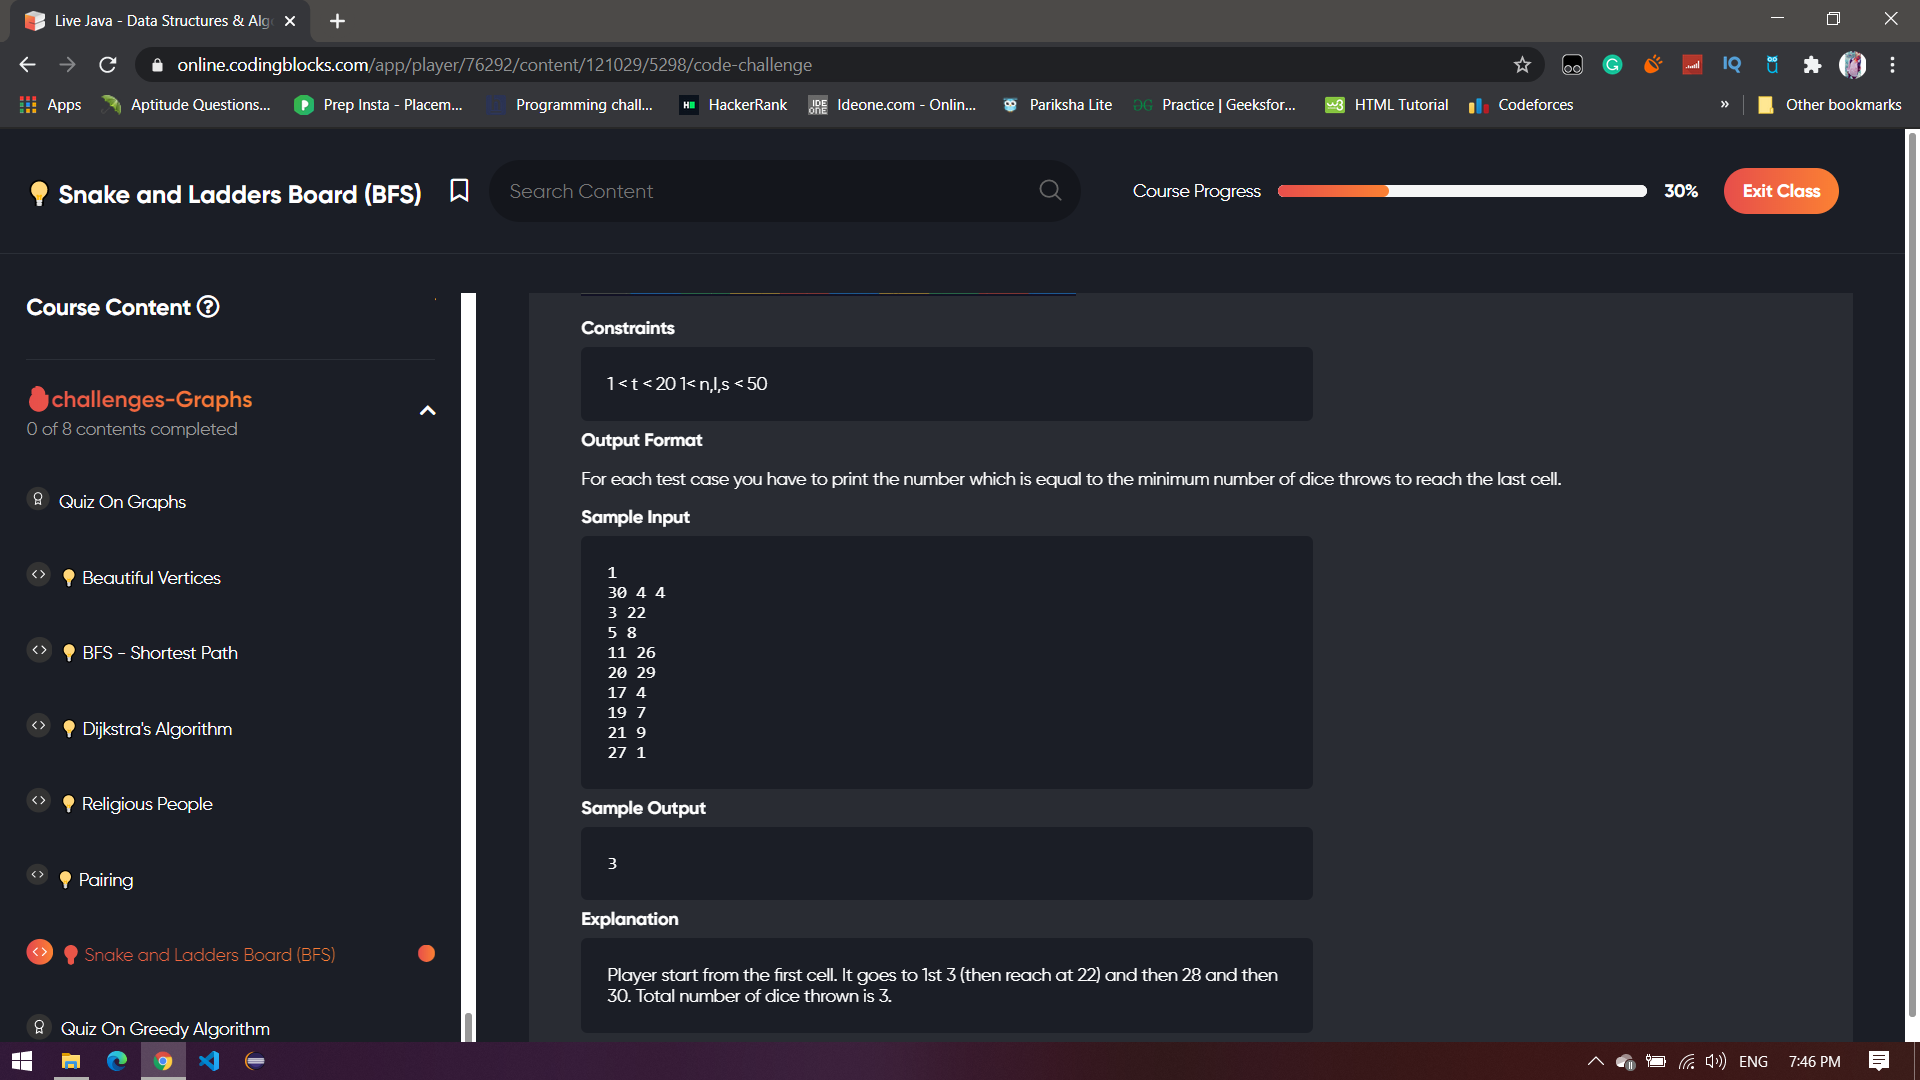 Live Java - Data Structures & Alg
online.codingblocks.com/app/player/76292/content/121029/5298/code-challenge
Apps Aptitude Questions... Prep Insta - Placem... Programming chall... HackerRank Ideone.com - Onlin... Pariksha Lite Practice | Geeksfor... HTML Tutorial Codeforces » Other bookmarks
Snake and Ladders Board (BFS)
Search Content
Course Progress 30%
Exit Class
Course Content
challenges-Graphs
0 of 8 contents completed
Quiz On Graphs
Beautiful Vertices
BFS - Shortest Path
Dijkstra's Algorithm
Religious People
Pairing
Snake and Ladders Board (BFS)
Quiz On Greedy Algorithm
Constraints
1 < t < 20 1< n,l,s < 50
Output Format
For each test case you have to print the number which is equal to the minimum number of dice throws to reach the last cell.
Sample Input
1
30 4 4
3 22
5 8
11 26
20 29
17 4
19 7
21 9
27 1
Sample Output
3
Explanation
Player start from the first cell. It goes to 1st 3 (then reach at 22) and then 28 and then
30. Total number of dice thrown is 3.
ENG 7:46 PM